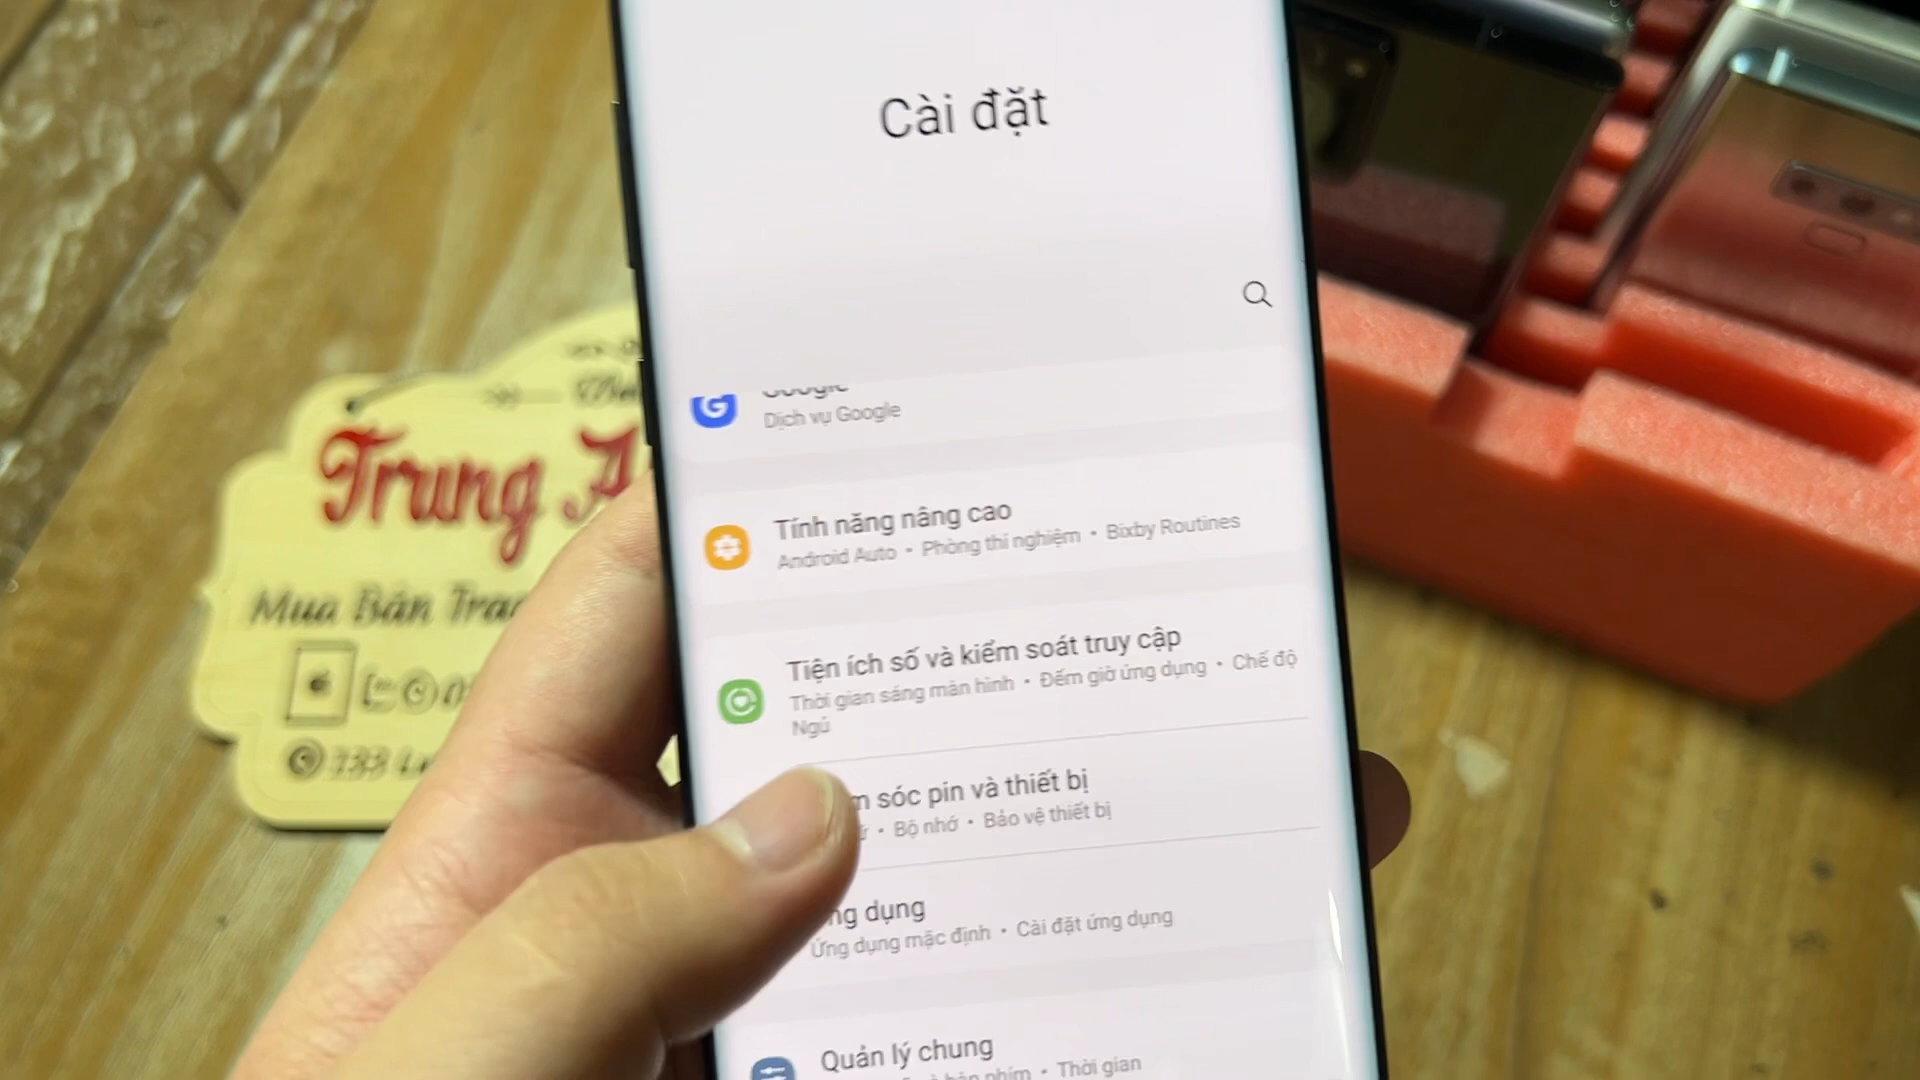 Cài đặt
Dịch vụ Google
Tính năng nâng cao
Android Auto • Phòng thí nghiệm • Bixby Routines
Tiện ích số và kiểm soát truy cập
Thời gian sáng màn hình • Đếm giờ ứng dụng • Chế độ
Ngủ
sóc pin và thiết bị
• Bộ nhớ • Bảo vệ thiết bị
dụng
Ứng dụng mặc định • Cài đặt ứng dụng
Quản lý chung
bàn phím • Thời gian
Trung
Mua Bán